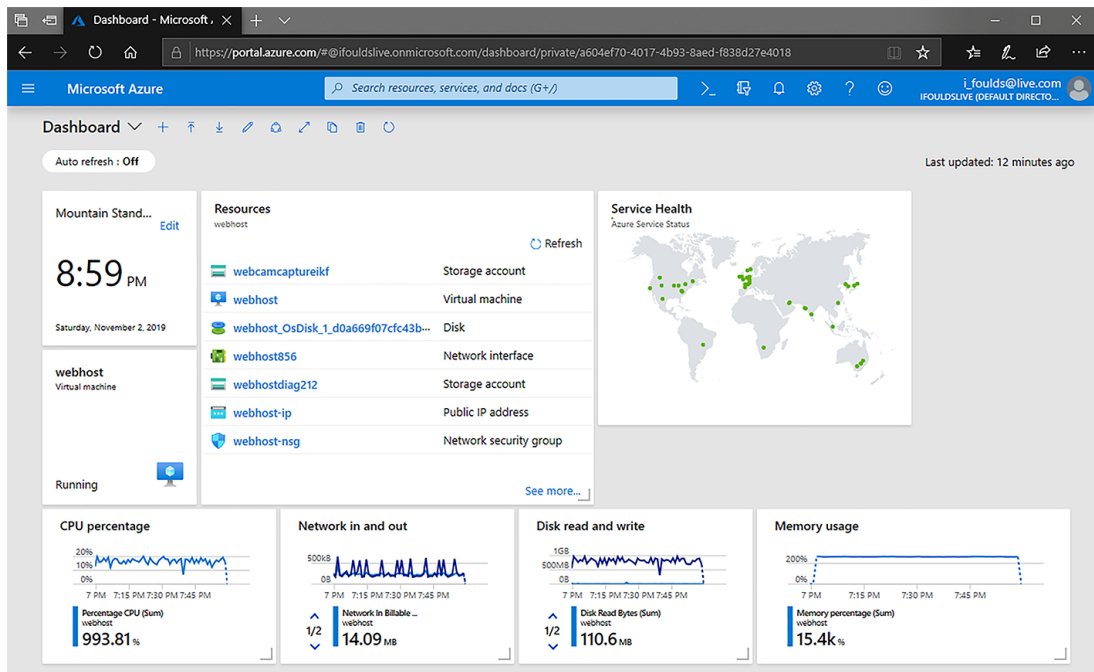 Dashboard - Microsoft A
https://portal.azure.com/#@ifouldslive.onmicrosoft.com/dashboard/private/a604ef70-4017-4b93-8aed-f838d27e4018
Microsoft Azure
Search resources, services, and docs (G+/)
i_foulds@live.com
IFOULDSLIVE (DEFAULT DIRECTO...
Dashboard
Auto refresh : Off
Last updated: 12 minutes ago
Mountain Stand...
Edit
8:59 PM
Saturday, November 2, 2019
webhost
Virtual machine
Running
Resources
webhost
Refresh
webcamcaptureikf Storage account
webhost Virtual machine
webhost_OsDisk_1_d0a669f07cfc43b... Disk
webhost856 Network interface
webhostdiag212 Storage account
webhost-ip Public IP address
webhost-nsg Network security group
See more...
Service Health
Azure Service Status
CPU percentage
20%
10%
0%
7 PM 7:15 PM 7:30 PM 7:45 PM
Percentage CPU (Sum)
webhost
993.81 %
Network in and out
500kB
0B
7 PM 7:15 PM 7:30 PM 7:45 PM
1/2
Network In Billable ...
webhost
14.09 MB
Disk read and write
1GB
500MB
0B
7 PM 7:15 PM 7:30 PM 7:45 PM
1/2
Disk Read Bytes (Sum)
webhost
110.6 MB
Memory usage
200%
0%
7 PM 7:15 PM 7:30 PM 7:45 PM
Memory percentage (Sum)
webhost
15.4k %